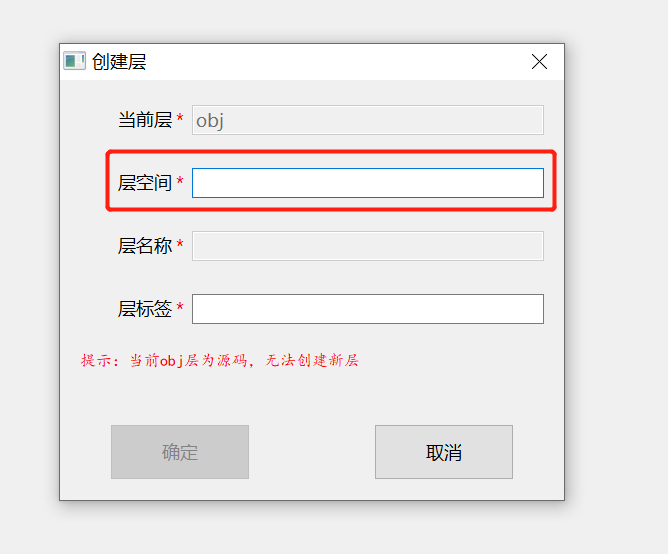 创建层
当前层 * obj
层空间 *
层名称 *
层标签 *
提示：当前obj层为源码，无法创建新层
确定 取消